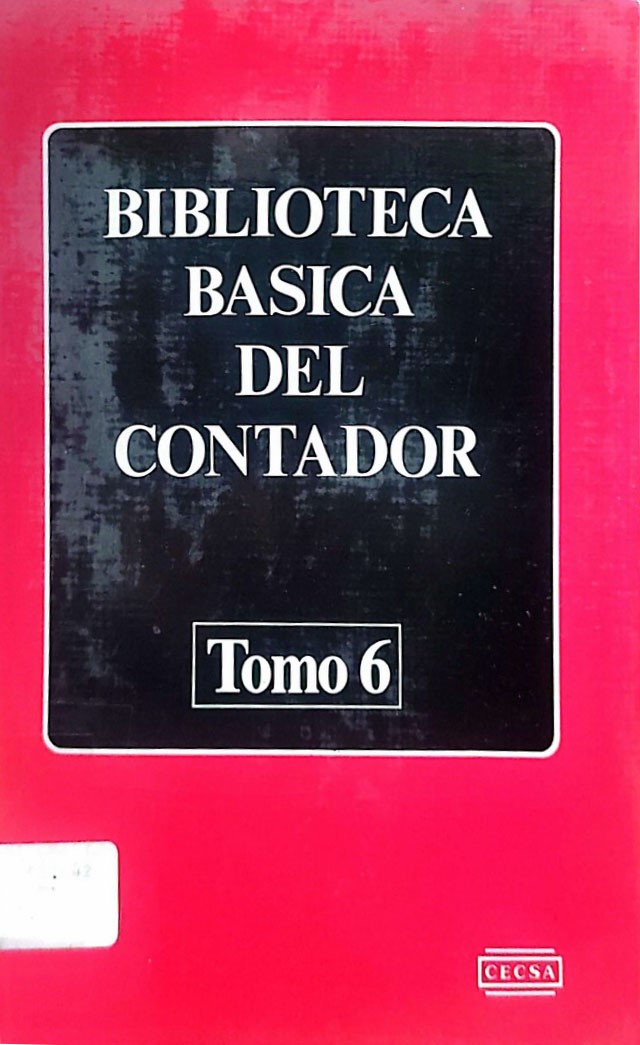 BIBLIOTECA
BASICA
DEL
CONTADOR
Tomo 6
CECSA